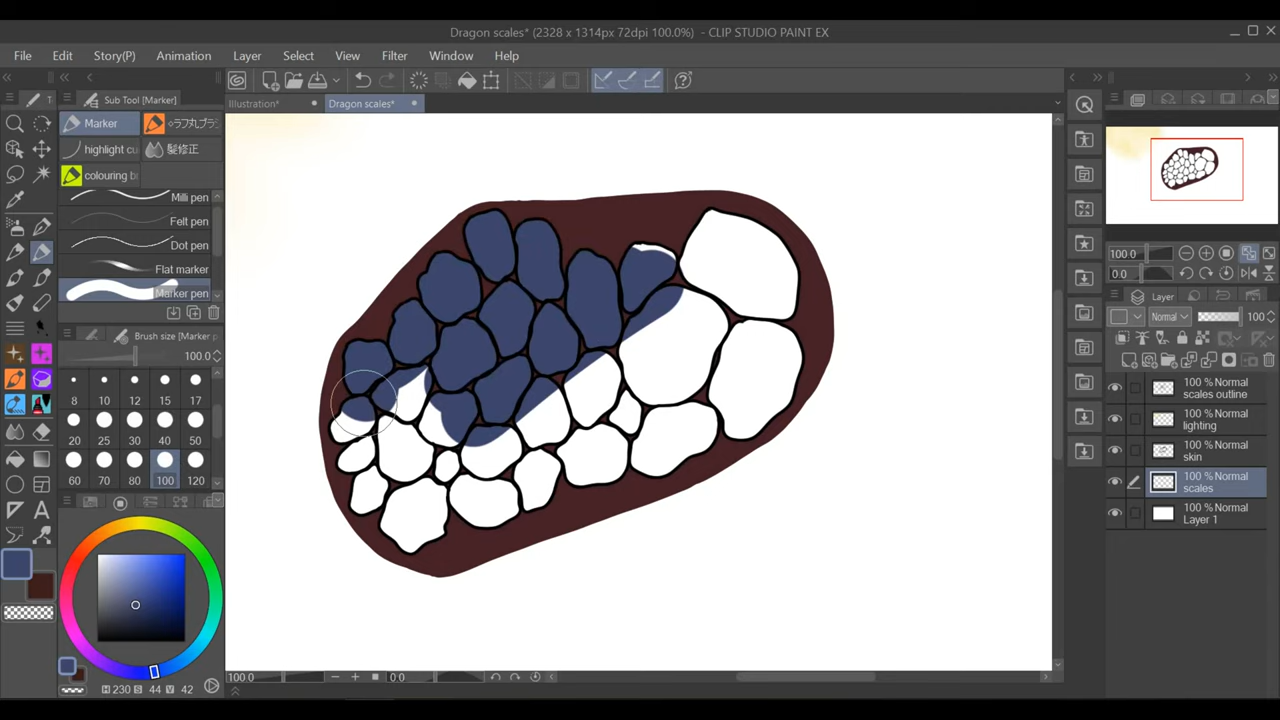 Dragon scales* (2328 x 1314px 72dpi 100.0%) - CLIP STUDIO PAINT EX
File Edit Story(P) Animation Layer Select Filter Window Help
Sub Tool [Marker]
Illustration* Dragon scales*
Marker
highlight cu 髪修正
colouring b
Milli pen
Felt pen
Dot pen
Flat marker
Marker pen
Brush size [Marker p
100.0
8 10 12 15 17
20 25 30 40 50
60 70 80 100 120
H 230 S 44 V 42
100.0 0.0
100.0
0.0
Layer
Normal 100
100 % Normal
scales outline
100 % Normal
lighting
100 % Normal
skin
100 % Normal
scales
100 % Normal
Layer 1